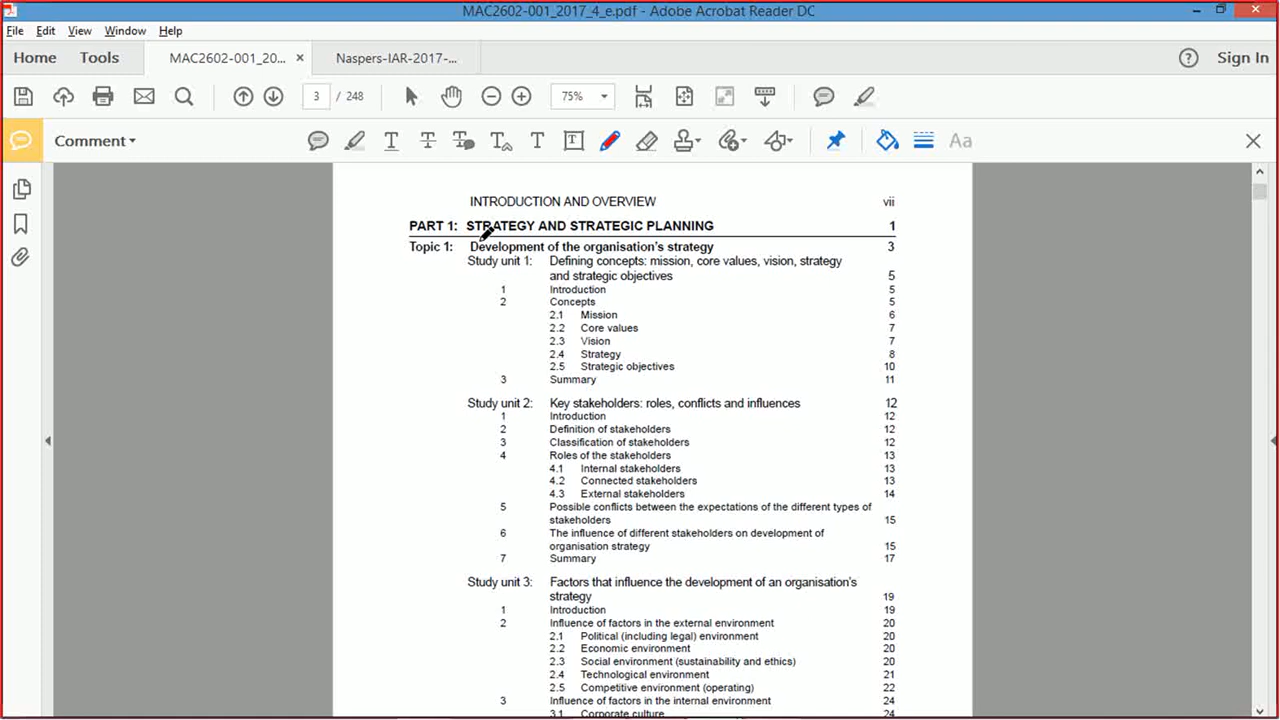 MAC2602-001_2017_4_e.pdf - Adobe Acrobat Reader DC
File Edit View Window Help
Home Tools MAC2602-001_20... × Naspers-IAR-2017-... Sign In
3 / 248 75%
Comment
INTRODUCTION AND OVERVIEW vii
PART 1: STRATEGY AND STRATEGIC PLANNING 1
Topic 1: Development of the organisation's strategy 3
Study unit 1: Defining concepts: mission, core values, vision, strategy
and strategic objectives 5
1 Introduction 5
2 Concepts 5
2.1 Mission 6
2.2 Core values 7
2.3 Vision 7
2.4 Strategy 8
2.5 Strategic objectives 10
3 Summary 11
Study unit 2: Key stakeholders: roles, conflicts and influences 12
1 Introduction 12
2 Definition of stakeholders 12
3 Classification of stakeholders 12
4 Roles of the stakeholders 13
4.1 Internal stakeholders 13
4.2 Connected stakeholders 13
4.3 External stakeholders 14
5 Possible conflicts between the expectations of the different types of
stakeholders 15
6 The influence of different stakeholders on development of
organisation strategy 15
7 Summary 17
Study unit 3: Factors that influence the development of an organisation's
strategy 19
1 Introduction 19
2 Influence of factors in the external environment 20
2.1 Political (including legal) environment 20
2.2 Economic environment 20
2.3 Social environment (sustainability and ethics) 20
2.4 Technological environment 21
2.5 Competitive environment (operating) 22
3 Influence of factors in the internal environment 24
3.1 Corporate culture 24